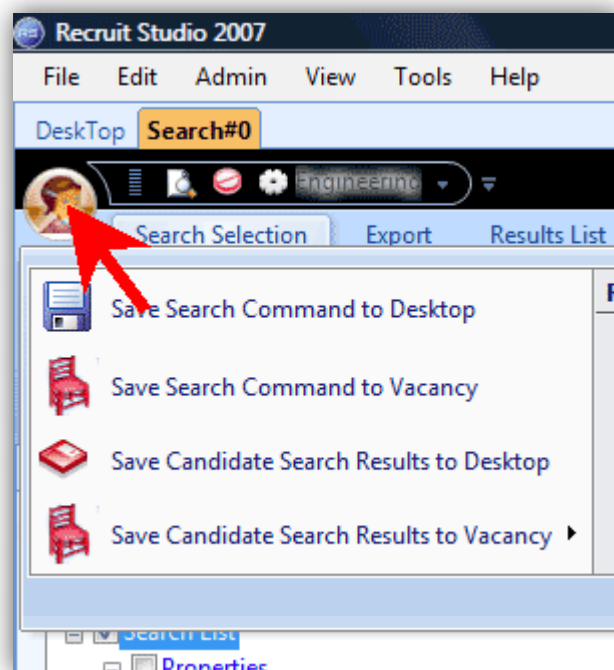 Recruit Studio 2007
File Edit Admin View Tools Help
DeskTop Search#0
Engineering
Search Selection Export Results List
Save Search Command to Desktop
Save Search Command to Vacancy
Save Candidate Search Results to Desktop
Save Candidate Search Results to Vacancy
Search List
Properties